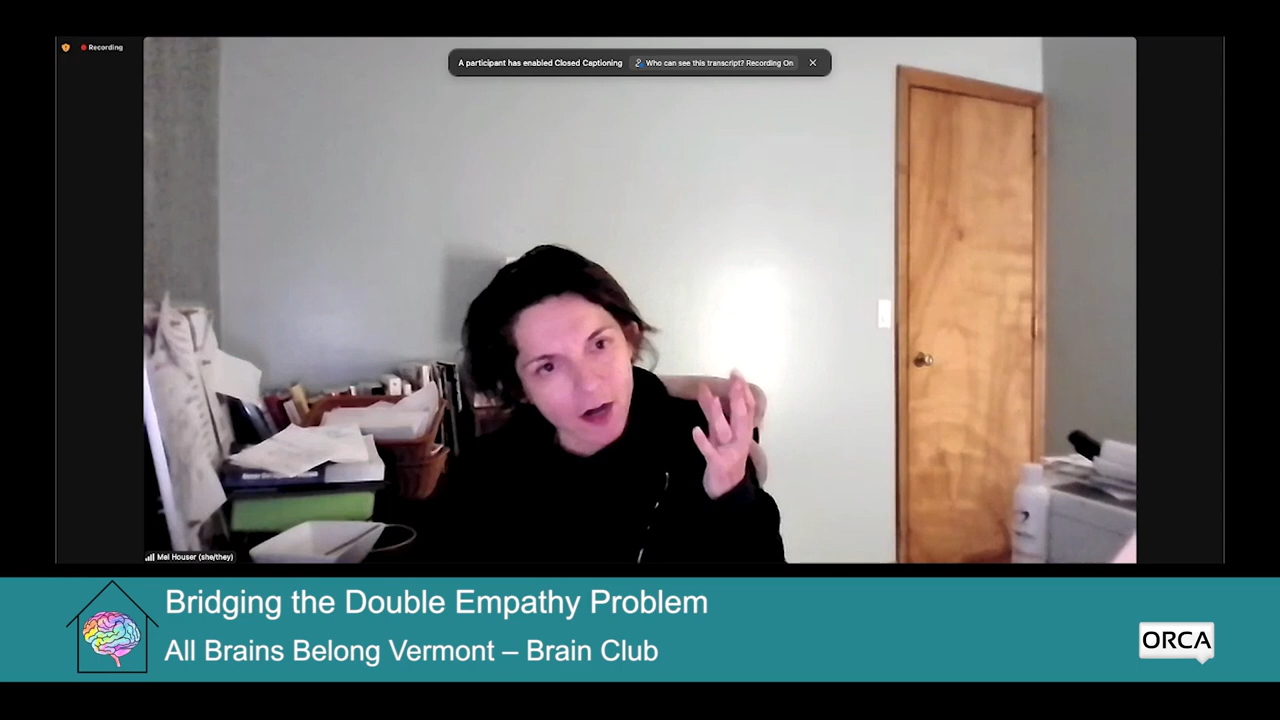 Recording
A participant has enabled Closed Captioning
Who can see this transcript? Recording On
Mel Houser (she/they)
Bridging the Double Empathy Problem
All Brains Belong Vermont – Brain Club
ORCA